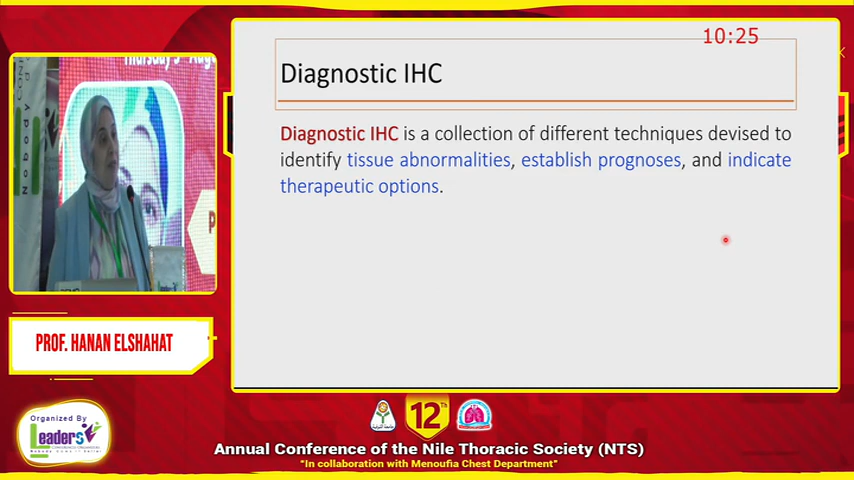 10:25
Diagnostic IHC
Diagnostic IHC is a collection of different techniques devised to
identify tissue abnormalities, establish prognoses, and indicate
therapeutic options.
Thursday 3
Nobody
PROF. HANAN ELSHAHAT
Organized By
Leaders
12TH
Annual Conference of the Nile Thoracic Society (NTS)
"In collaboration with Menoufia Chest Department"